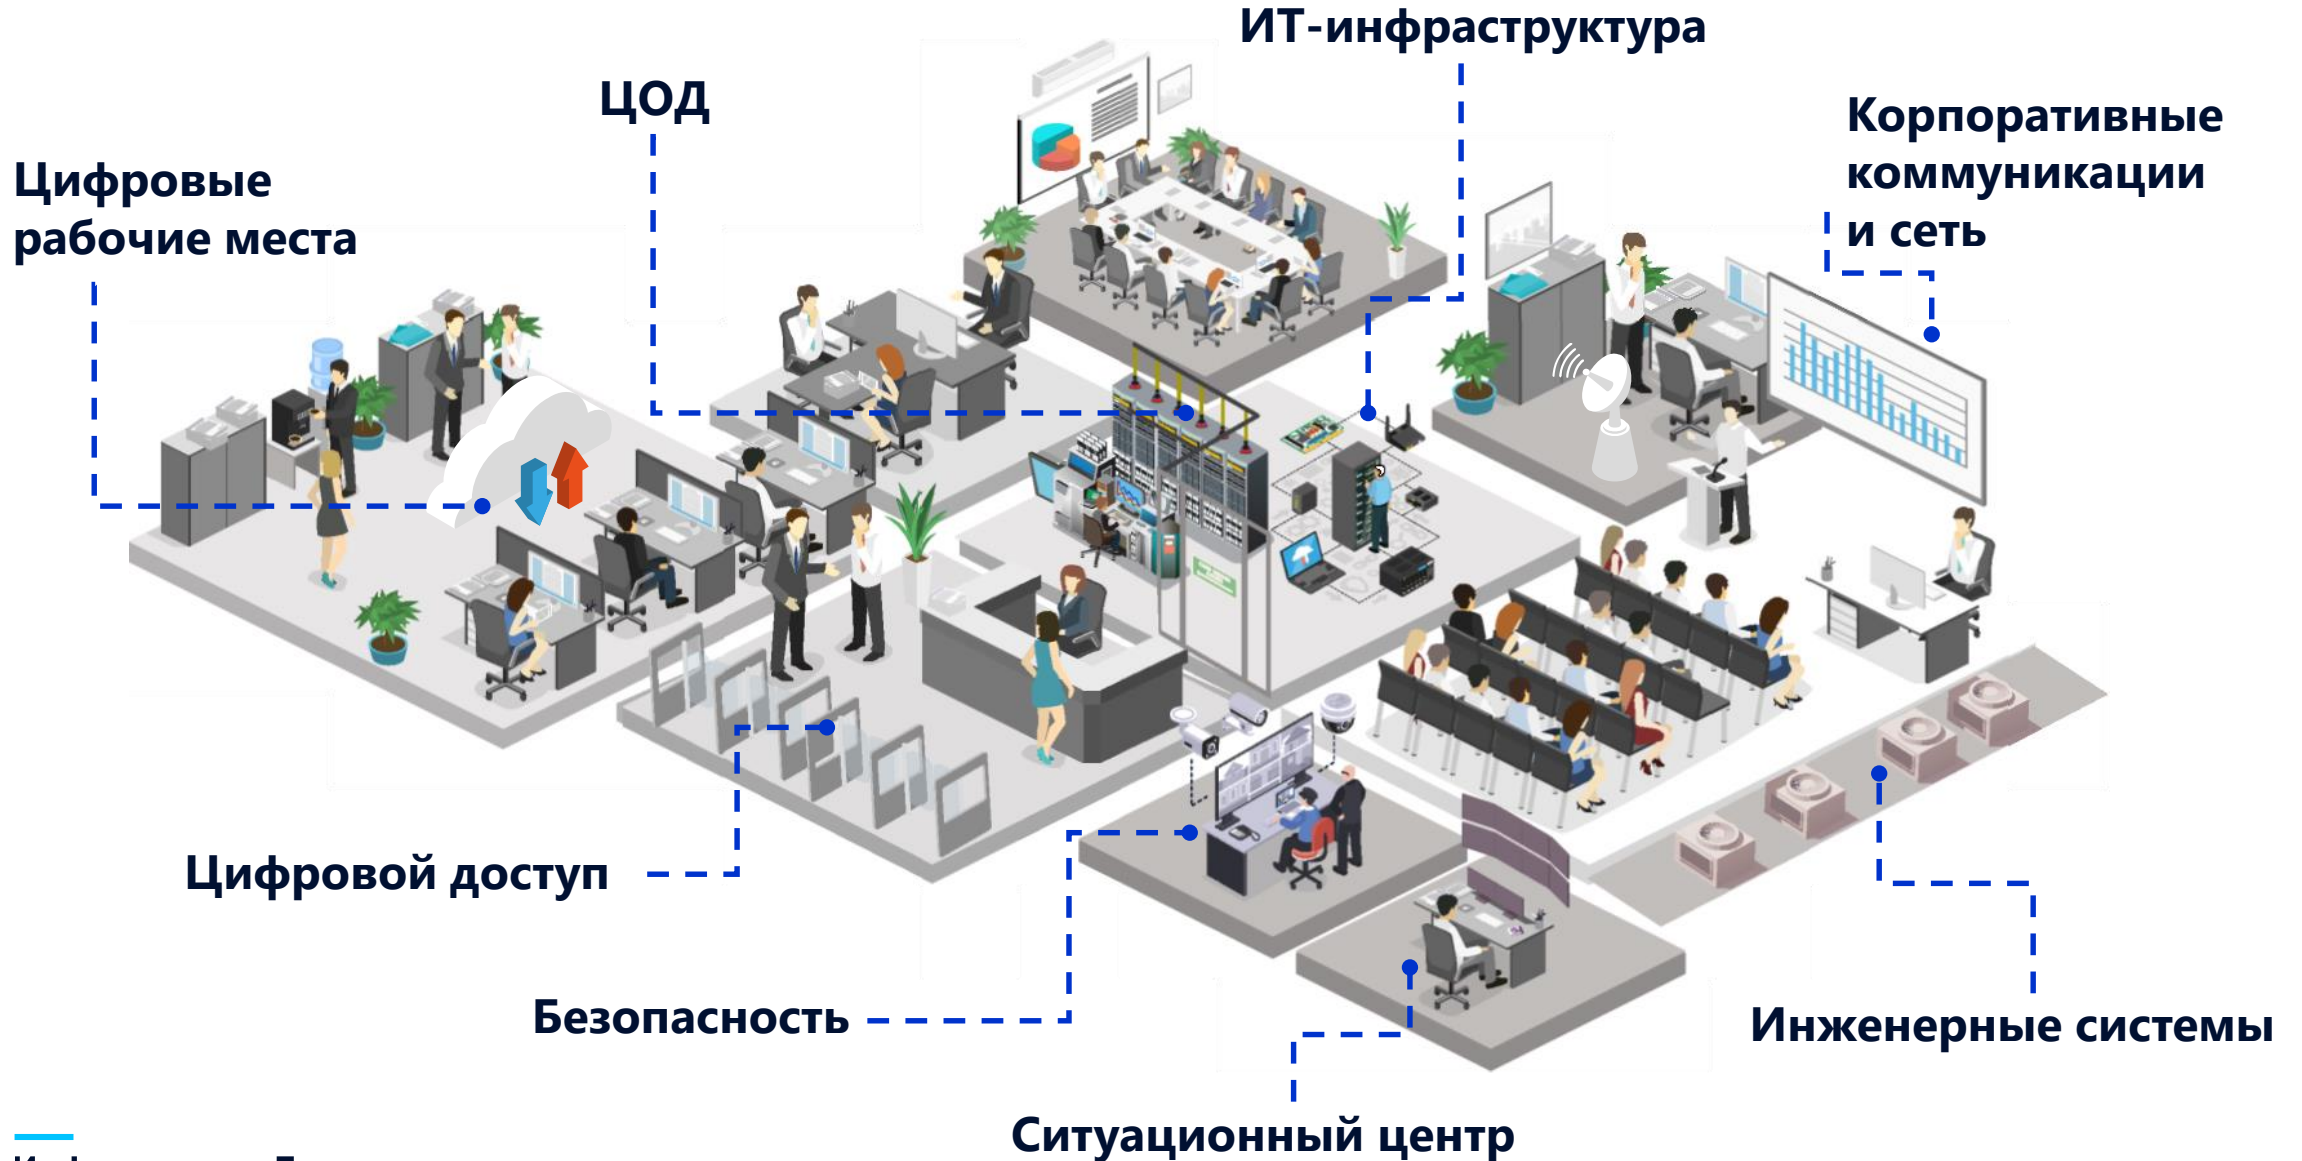 ИТ-инфраструктура
ЦОД
Корпоративные
коммуникации
и сеть
Цифровые
рабочие места
Цифровой доступ
Безопасность
Инженерные системы
Ситуационный центр